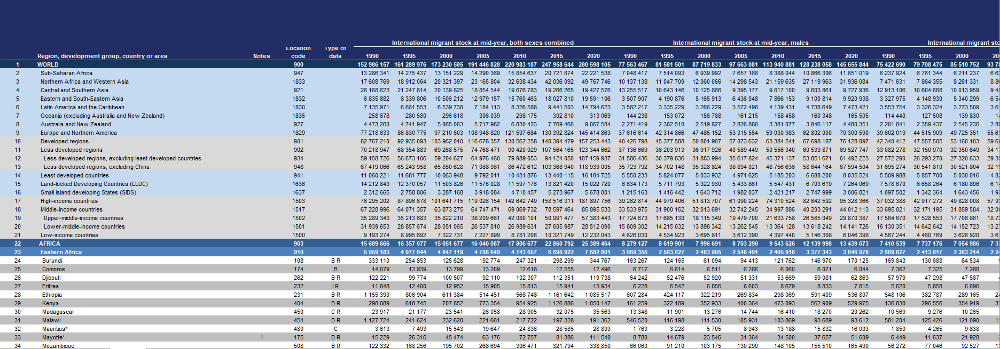 International migrant stock at mid-year, both sexes combined International migrant stock at mid-year, males International migrant sto
Location Type of
Region, development group, country or area Notes code data 1990 1995 2000 2005 2010 2015 2020 1990 1995 2000 2005 2010 2015 2020 1990 1995 2000 20
1 WORLD 900 152 986 157 161 289 976 173 230 585 191 446 828 220 983 187 247 958 644 280 598 105 77 563 467 81 581 501 87 719 833 97 663 081 113 940 881 128 238 058 145 655 844 75 422 690 79 708 475 85 510 752 93 78
2 Sub-Saharan Africa 947 13 286 341 14 275 437 13 151 229 14 290 369 15 854 637 20 721 874 22 221 538 7 048 417 7 514 093 6 939 992 7 657 166 8 388 044 10 866 306 11 651 019 6 237 924 6 761 344 6 211 237 6 63
3 Northern Africa and Western Asia 1833 17 608 769 18 912 064 20 321 397 23 165 804 32 638 434 42 036 092 49 767 746 10 137 138 11 047 709 12 060 066 14 298 543 21 159 635 27 119 963 31 936 084 7 471 631 7 864 355 8 261 331 8 86
4 Central and Southern Asia 921 26 168 623 21 247 814 20 139 825 18 854 544 19 676 783 19 266 265 19 427 576 13 255 517 10 643 146 10 125 866 9 395 177 9 817 100 9 603 861 9 727 936 12 913 106 10 604 668 10 013 959 9 45
5 Eastern and South-Eastern Asia 1832 6 835 882 8 339 806 10 506 212 12 979 157 15 760 463 18 027 810 19 591 106 3 507 907 4 190 876 5 165 913 6 436 048 7 866 153 9 100 814 9 920 938 3 327 975 4 148 930 5 340 299 6 54
6 Latin America and the Caribbean 1830 7 135 971 6 661 553 6 539 738 7 184 113 8 326 588 9 441 503 14 794 623 3 582 217 3 335 229 3 266 229 3 572 498 4 139 431 4 738 649 7 473 421 3 553 754 3 326 324 3 273 509 3 61
7 Oceania (excluding Australia and New Zealand) 1835 258 678 280 580 296 618 306 039 298 175 302 810 313 069 144 238 153 072 156 788 161 215 158 458 160 348 165 505 114 440 127 508 139 830 14
8 Australia and New Zealand 927 4 473 260 4 741 947 5 065 063 5 717 982 6 830 423 7 769 466 9 067 584 2 271 419 2 382 510 2 519 827 2 826 880 3 381 077 3 846 117 4 480 351 2 201 841 2 359 437 2 545 236 2 89
9 Europe and Northern America 1829 77 218 633 86 830 775 97 210 503 108 948 820 121 597 684 130 392 824 145 414 863 37 616 614 42 314 866 47 485 152 53 315 554 59 030 983 62 802 000 70 300 590 39 602 019 44 515 909 49 725 351 55 63
10 Developed regions 901 82 767 210 92 935 093 103 962 010 116 678 357 130 562 258 140 394 479 157 253 443 40 426 798 45 377 588 50 801 907 57 073 632 63 384 541 67 698 187 76 128 097 42 340 412 47 557 505 53 160 103 59 60
11 Less developed regions 902 70 218 947 68 354 883 69 268 575 74 768 471 90 420 929 107 564 165 123 344 662 37 136 669 36 203 913 36 917 926 40 589 449 50 556 340 60 539 871 69 527 747 33 082 278 32 150 970 32 350 649 34 17
12 Less developed regions, excluding least developed countries 934 59 158 726 56 673 106 59 204 627 64 976 460 79 989 053 94 124 050 107 159 937 31 586 436 30 379 836 31 883 994 35 617 824 45 371 137 53 851 671 61 492 223 27 572 290 26 293 270 27 320 633 29 35
13 Less developed regions, excluding China 948 67 419 066 65 243 958 65 850 628 71 088 981 86 472 612 103 368 940 118 939 005 35 723 792 34 702 148 35 328 824 38 894 021 48 756 636 58 644 164 67 594 504 31 695 274 30 541 810 30 521 804 32 19
14 Least developed countries 941 11 060 221 11 681 777 10 063 948 9 792 011 10 431 876 13 440 115 16 184 725 5 550 233 5 824 077 5 033 932 4 971 625 5 185 203 6 688 200 8 035 524 5 509 988 5 857 700 5 030 016 4 82
15 Land-locked Developing Countries (LLDC) 1636 14 212 843 12 370 057 11 503 826 11 576 028 11 597 176 13 821 420 15 022 720 6 634 173 5 711 793 5 322 930 5 433 861 5 547 431 6 703 619 7 264 069 7 578 670 6 658 264 6 180 896 6 14
16 Small island developing States (SIDS) 1637 2 312 665 2 758 806 3 287 168 3 918 084 4 710 457 5 273 967 5 678 001 1 215 163 1 416 442 1 643 712 1 982 037 2 421 217 2 747 999 3 006 821 1 097 502 1 342 364 1 643 456 1 93
17 High-income countries 1503 76 295 202 87 896 678 101 641 715 119 026 154 142 642 749 158 516 311 181 897 756 39 262 814 44 979 406 51 813 707 61 090 224 74 310 524 82 642 592 95 328 366 37 032 388 42 917 272 49 828 008 57 93
18 Middle-income countries 1517 67 228 996 64 071 357 63 873 275 64 747 471 69 069 732 78 597 464 85 895 533 33 533 975 31 900 162 32 013 691 32 742 245 34 997 886 40 203 291 44 012 113 33 695 021 32 171 195 31 859 584 32 00
19 Upper-middle-income countries 1502 35 289 343 35 213 683 35 822 210 38 209 661 42 080 101 50 991 477 57 383 443 17 724 673 17 685 130 18 115 349 19 479 700 21 633 758 26 585 049 29 870 387 17 564 670 17 528 553 17 706 861 18 72
20 Lower-middle-income countries 1501 31 939 653 28 857 674 28 051 065 26 537 810 26 989 631 27 605 987 28 512 090 15 809 302 14 215 032 13 898 342 13 262 545 13 364 128 13 618 242 14 141 726 16 130 351 14 642 642 14 152 723 13 27
21 Low-income countries 1500 9 193 274 8 995 692 7 322 731 7 227 899 8 781 206 10 321 749 12 232 043 4 626 030 4 534 923 3 695 811 3 612 390 4 397 440 5 146 388 6 046 398 4 567 244 4 460 769 3 626 920 3 61
22 AFRICA 903 15 689 666 16 357 077 15 051 677 16 040 087 17 806 677 22 860 792 25 389 464 8 279 127 8 619 901 7 996 691 8 703 290 9 543 626 12 139 998 13 439 073 7 410 539 7 737 176 7 054 986 7 33
23 Eastern Africa 910 5 959 183 4 977 644 4 847 119 4 788 649 4 743 657 6 696 922 7 682 801 3 069 356 2 563 827 2 483 905 2 548 491 2 405 918 3 377 343 3 846 978 2 889 827 2 413 817 2 363 214 2 24
24 Burundi 108 B R 333 110 254 853 125 628 192 774 247 321 298 299 344 767 163 267 124 165 61 094 94 413 121 762 146 970 170 125 169 843 130 688 64 534
25 Comoros 174 B 14 079 13 939 13 799 13 209 12 618 12 555 12 496 6 717 6 614 6 511 6 286 6 060 6 071 6 044 7 362 7 325 7 288
26 Djibouti 262 B R 122 221 99 774 100 507 92 110 102 307 112 351 119 738 64 242 52 476 52 920 51 331 53 669 59 081 62 863 57 979 47 298 47 587
27 Eritrea 232 I R 11 848 12 400 12 952 15 905 15 813 15 941 13 934 6 228 6 542 6 856 8 603 8 679 8 833 7 815 5 620 5 858 6 096
28 Ethiopia 231 B R 1 155 390 806 904 611 384 514 451 568 748 1 161 642 1 085 517 607 284 424 117 322 219 269 834 298 069 591 409 536 807 548 106 382 787 289 165 24
29 Kenya 404 B R 298 089 618 745 707 852 773 354 954 925 1 126 886 1 050 147 161 259 322 189 352 933 400 364 473 093 562 909 529 975 136 830 296 556 354 919 37
30 Madagascar 450 C R 23 917 21 177 23 541 26 058 28 905 32 075 35 563 13 348 11 901 13 276 14 744 16 410 18 270 20 262 10 569 9 276 10 265
31 Malawi 454 B R 1 127 724 241 624 232 620 221 661 217 722 197 328 191 362 546 520 116 198 111 530 105 931 103 869 93 689 93 612 581 204 125 426 121 090 11
32 Mauritius* 480 C 3 613 7 493 15 543 19 647 24 836 28 585 28 893 1 763 3 228 5 705 8 943 13 188 15 832 16 003 1 850 4 265 9 838
33 Mayotte* 1 175 B R 15 229 26 316 45 474 63 176 72 757 81 386 111 540 8 780 14 679 23 546 31 364 34 500 37 657 51 609 6 449 11 637 21 928
34 Mozambique 508 B R 122 332 168 256 195 702 268 694 306 471 321 794 338 850 66 060 91 210 103 175 130 290 148 105 155 510 165 490 56 272 77 046 92 527 13